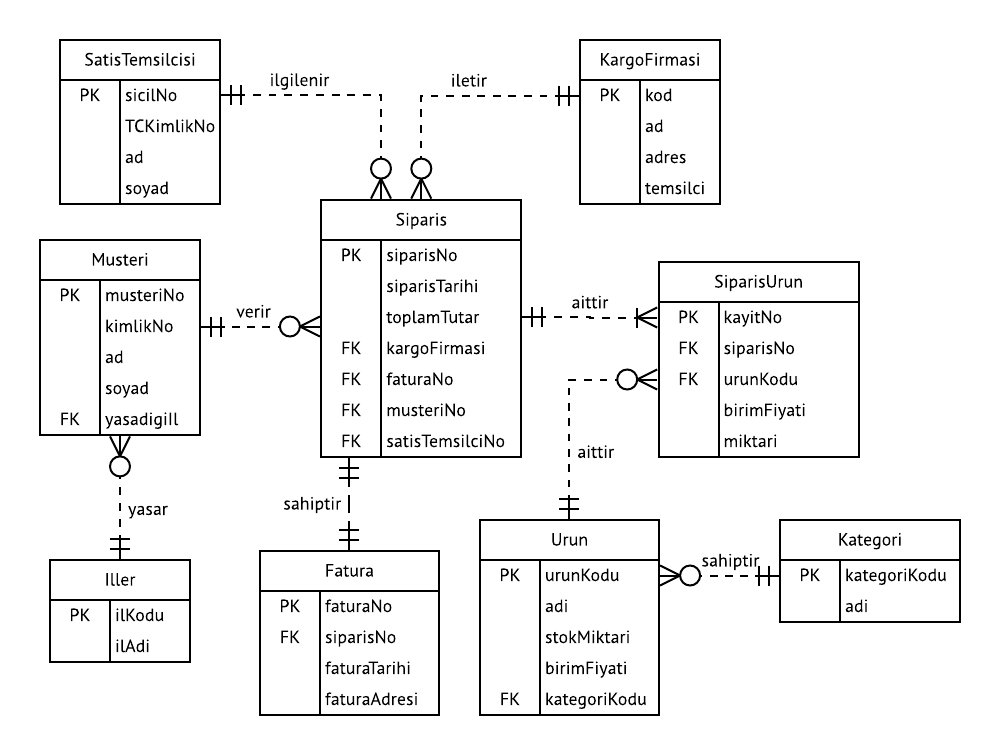 SatisTemsilcisi
PK sicilNo
TCKimlikNo
ad
soyad
ilgilenir
iletir
KargoFirmasi
PK kod
ad
adres
temsilci
Musteri
PK musteriNo
kimlikNo
ad
soyad
FK yasadigiIl
verir
Siparis
PK siparisNo
siparisTarihi
toplamTutar
FK kargoFirmasi
FK faturaNo
FK musteriNo
FK satisTemsilciNo
aittir
SiparisUrun
PK kayitNo
FK siparisNo
FK urunKodu
birimFiyati
miktari
aittir
yasar
sahiptir
Iller
PK ilKodu
ilAdi
Fatura
PK faturaNo
FK siparisNo
faturaTarihi
faturaAdresi
Urun
PK urunKodu
adi
stokMiktari
birimFiyati
FK kategoriKodu
sahiptir
Kategori
PK kategoriKodu
adi